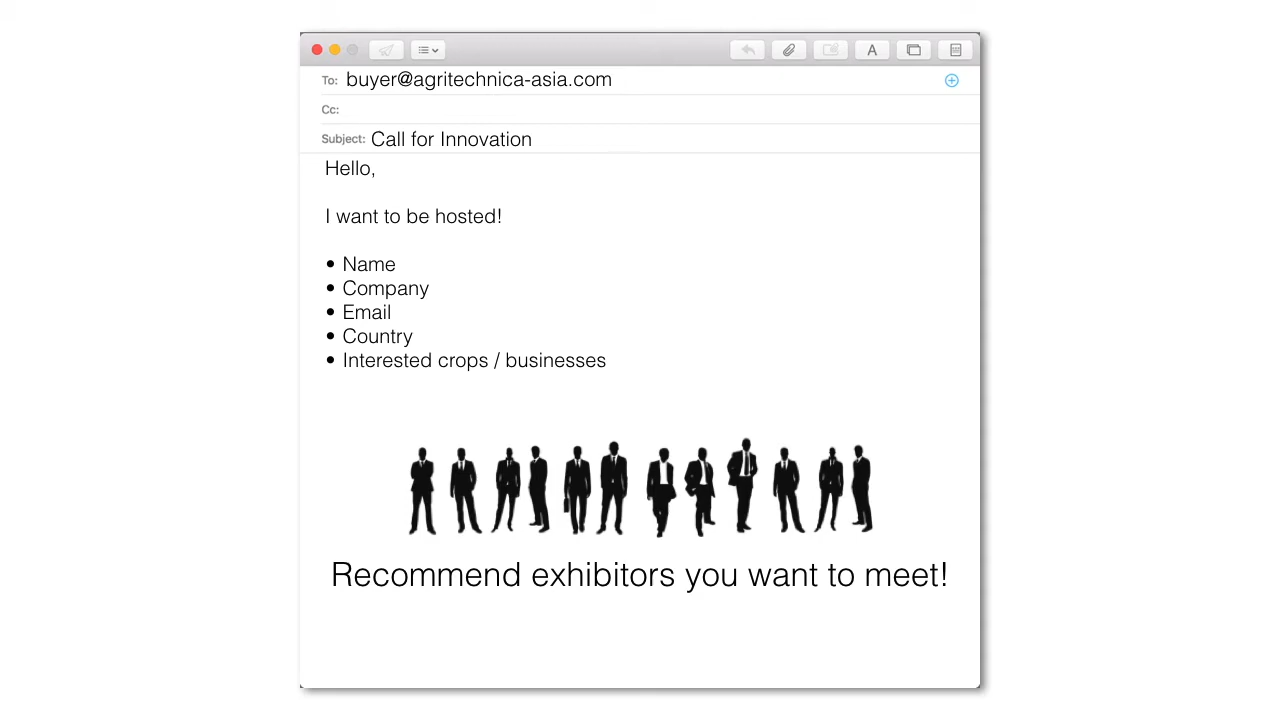 To: buyer@agritechnica-asia.com
Cc:
Subject: Call for Innovation
Hello,
I want to be hosted!
• Name
• Company
• Email
• Country
• Interested crops / businesses
Recommend exhibitors you want to meet!